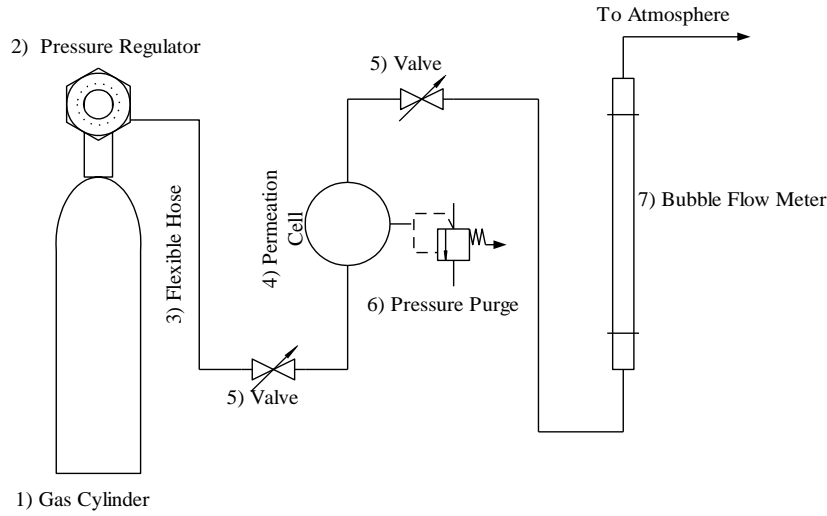 To Atmosphere
2) Pressure Regulator
5) Valve
4) Permeation
Cell
3) Flexible Hose
7) Bubble Flow Meter
6) Pressure Purge
5) Valve
1) Gas Cylinder